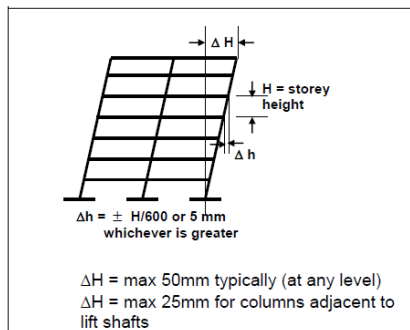 Δ H
H = storey
height
Δ h
Δh = ± H/600 or 5 mm
whichever is greater
ΔH = max 50mm typically (at any level)
ΔH = max 25mm for columns adjacent to
lift shafts